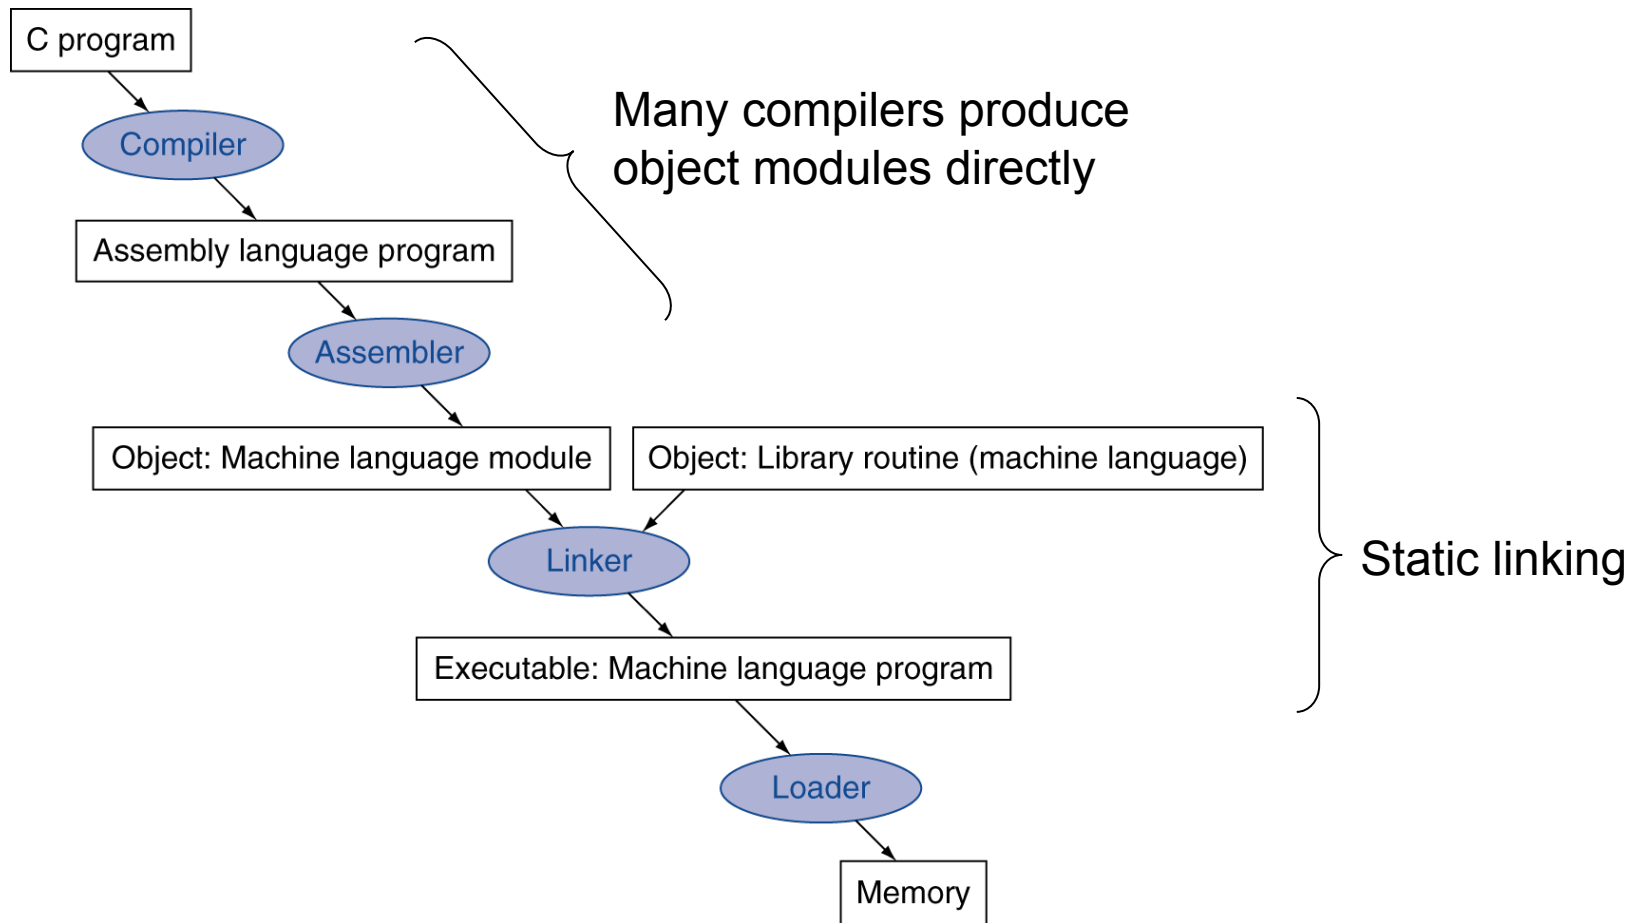 C program
Many compilers produce
object modules directly
Compiler
Assembly language program
Assembler
Object: Machine language module
Object: Library routine (machine language)
Linker
Static linking
Executable: Machine language program
Loader
Memory